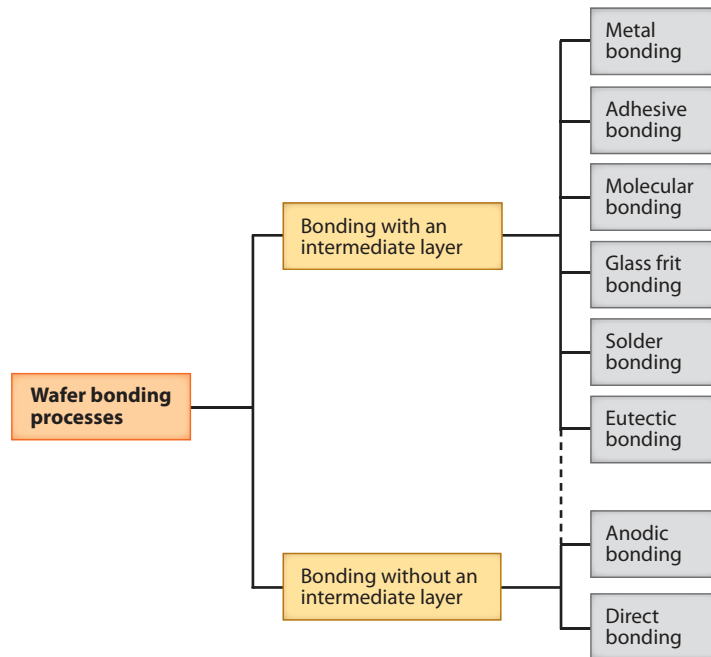 Metal
bonding
Adhesive
bonding
Molecular
bonding
Bonding with an
intermediate layer
Glass frit
bonding
Solder
bonding
Wafer bonding
processes
Eutectic
bonding
Anodic
bonding
Bonding without an
intermediate layer
Direct
bonding